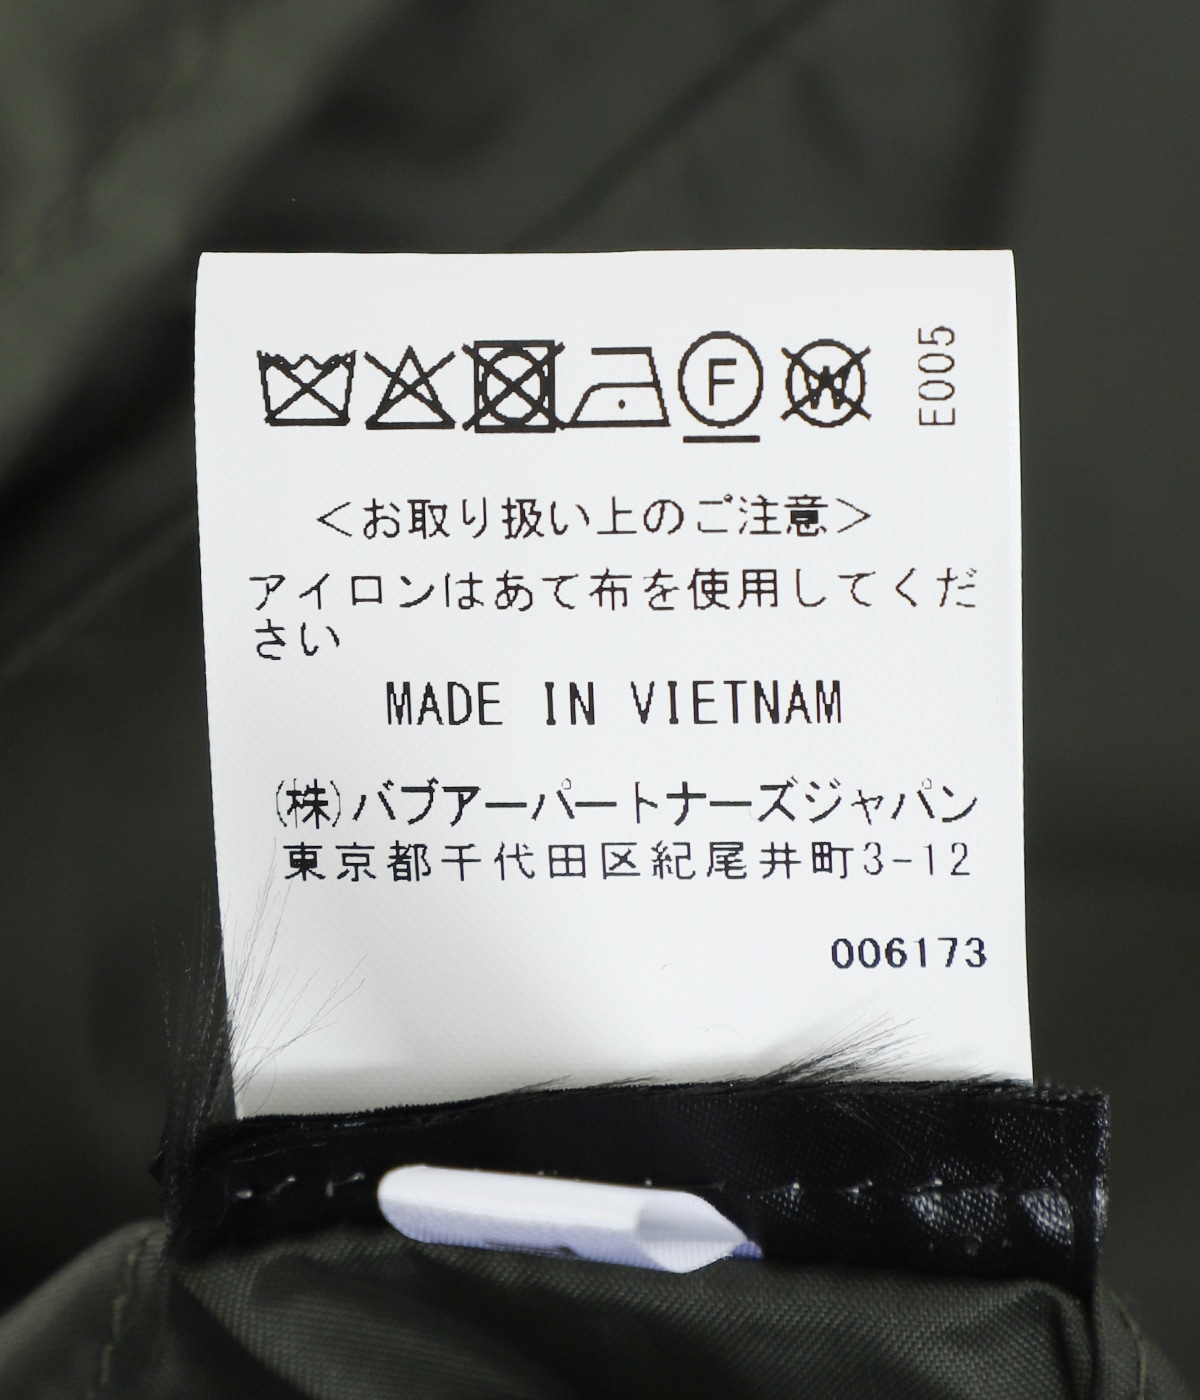 F
W
E005
＜お取り扱い上のご注意＞
アイロンはあて布を使用してくだ
さい
MADE IN VIETNAM
(株)バブアーパートナーズジャパン
東京都千代田区紀尾井町3-12
006173